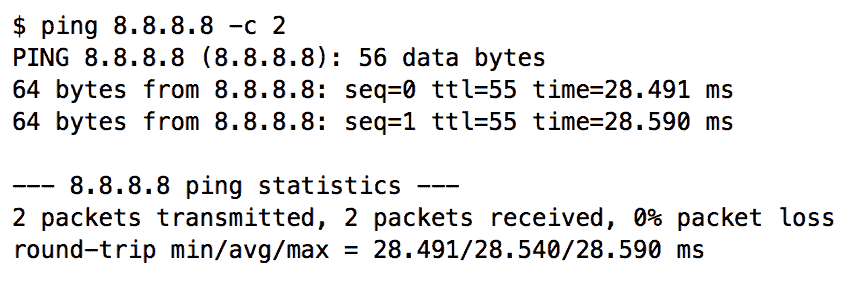 $ ping 8.8.8.8 -c 2
PING 8.8.8.8 (8.8.8.8): 56 data bytes
64 bytes from 8.8.8.8: seq=0 ttl=55 time=28.491 ms
64 bytes from 8.8.8.8: seq=1 ttl=55 time=28.590 ms

--- 8.8.8.8 ping statistics ---
2 packets transmitted, 2 packets received, 0% packet loss
round-trip min/avg/max = 28.491/28.540/28.590 ms